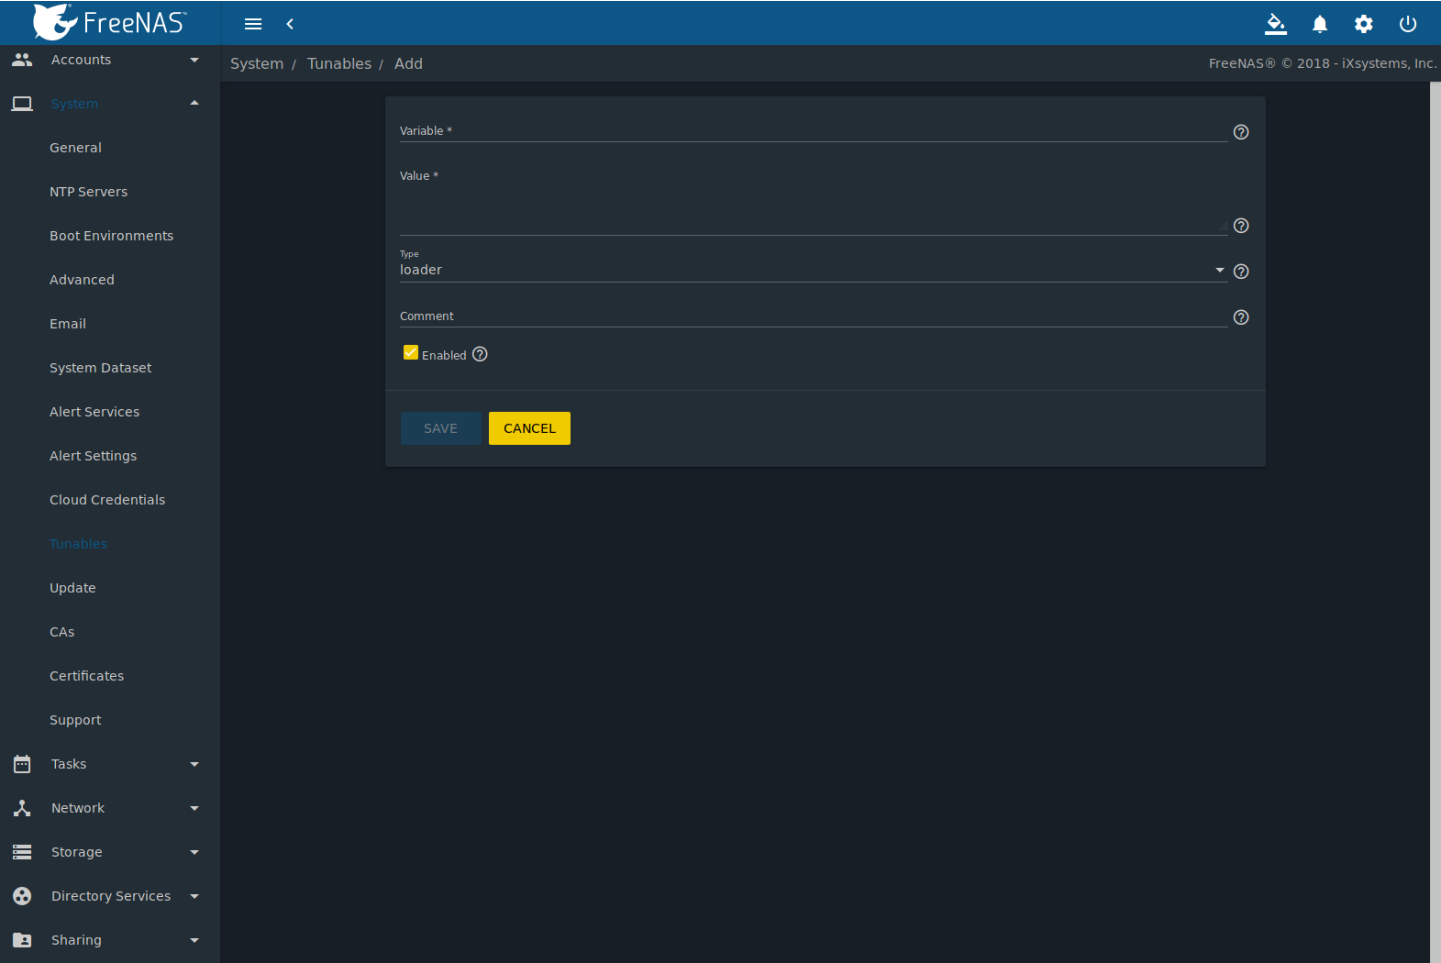 FreeNAS™
Accounts
System / Tunables / Add
FreeNAS® © 2018 - iXsystems, Inc.
System
General
NTP Servers
Boot Environments
Advanced
Email
System Dataset
Alert Services
Alert Settings
Cloud Credentials
Tunables
Update
CAs
Certificates
Support
Tasks
Network
Storage
Directory Services
Sharing
Variable *
Value *
Type
loader
Comment
Enabled
SAVE
CANCEL